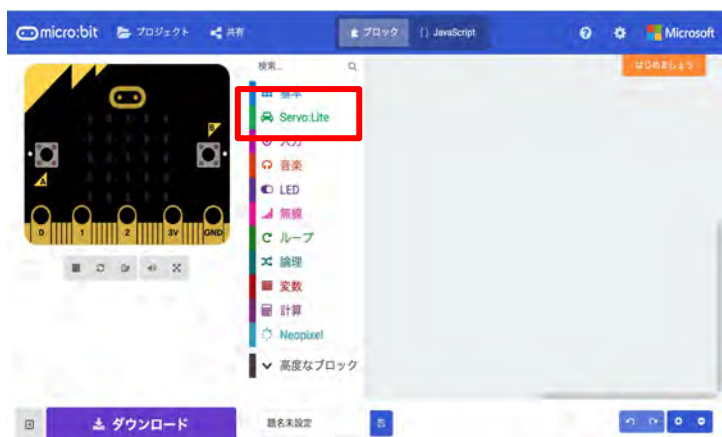 micro:bit プロジェクト 共有 ブロック {} JavaScript Microsoft
はじめましょう
検索...
基本
Servo:Lite
入力
音楽
LED
無線
ループ
論理
変数
計算
Neopixel
高度なブロック
A
B
0 1 2 3V GND
ダウンロード
題名未設定